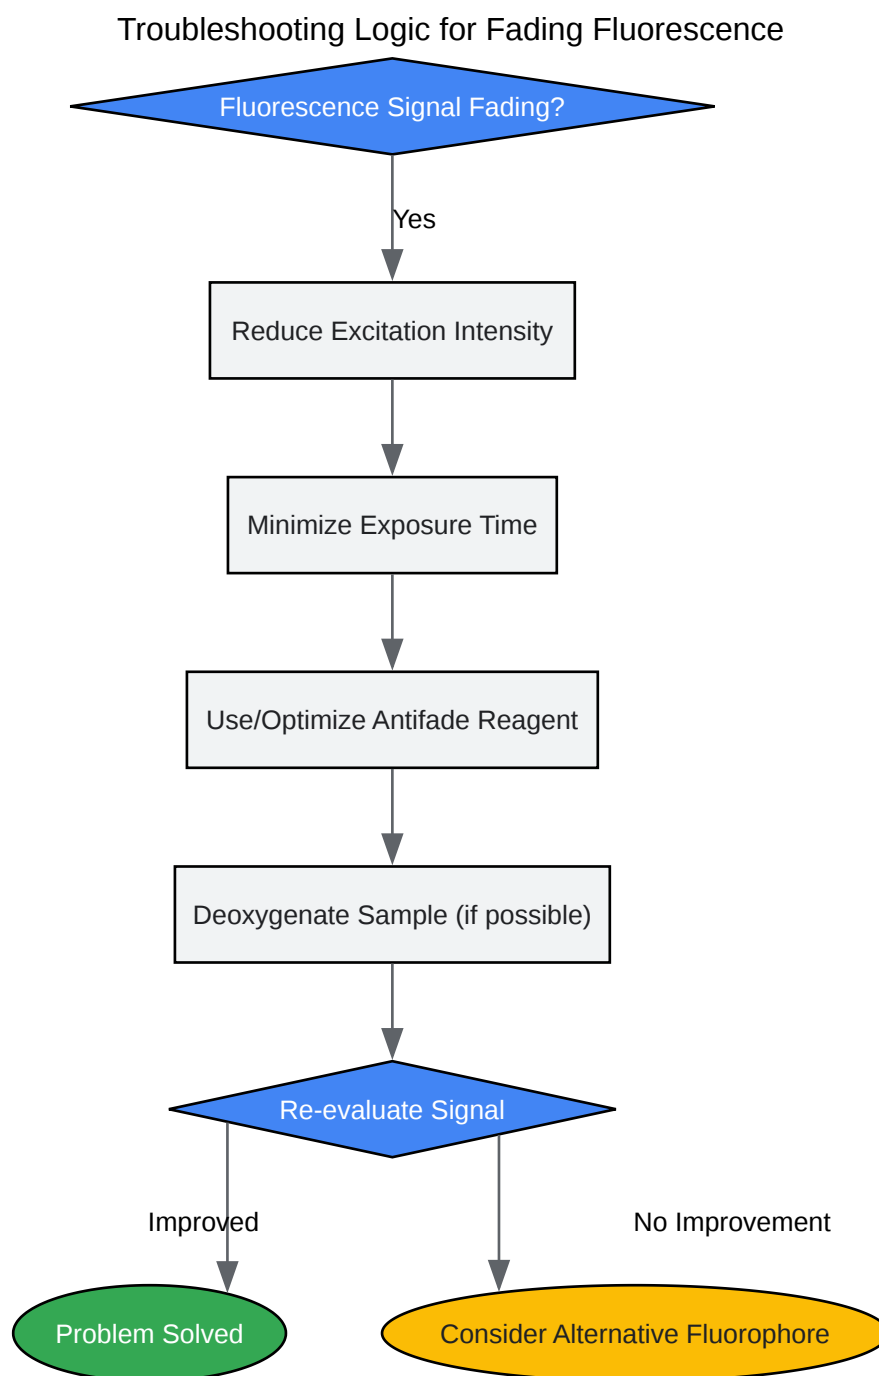 Troubleshooting Logic for Fading Fluorescence
Fluorescence Signal Fading?
Yes
Reduce Excitation Intensity
Minimize Exposure Time
Use/Optimize Antifade Reagent
Deoxygenate Sample (if possible)
Re-evaluate Signal
Improved
No Improvement
Problem Solved
Consider Alternative Fluorophore